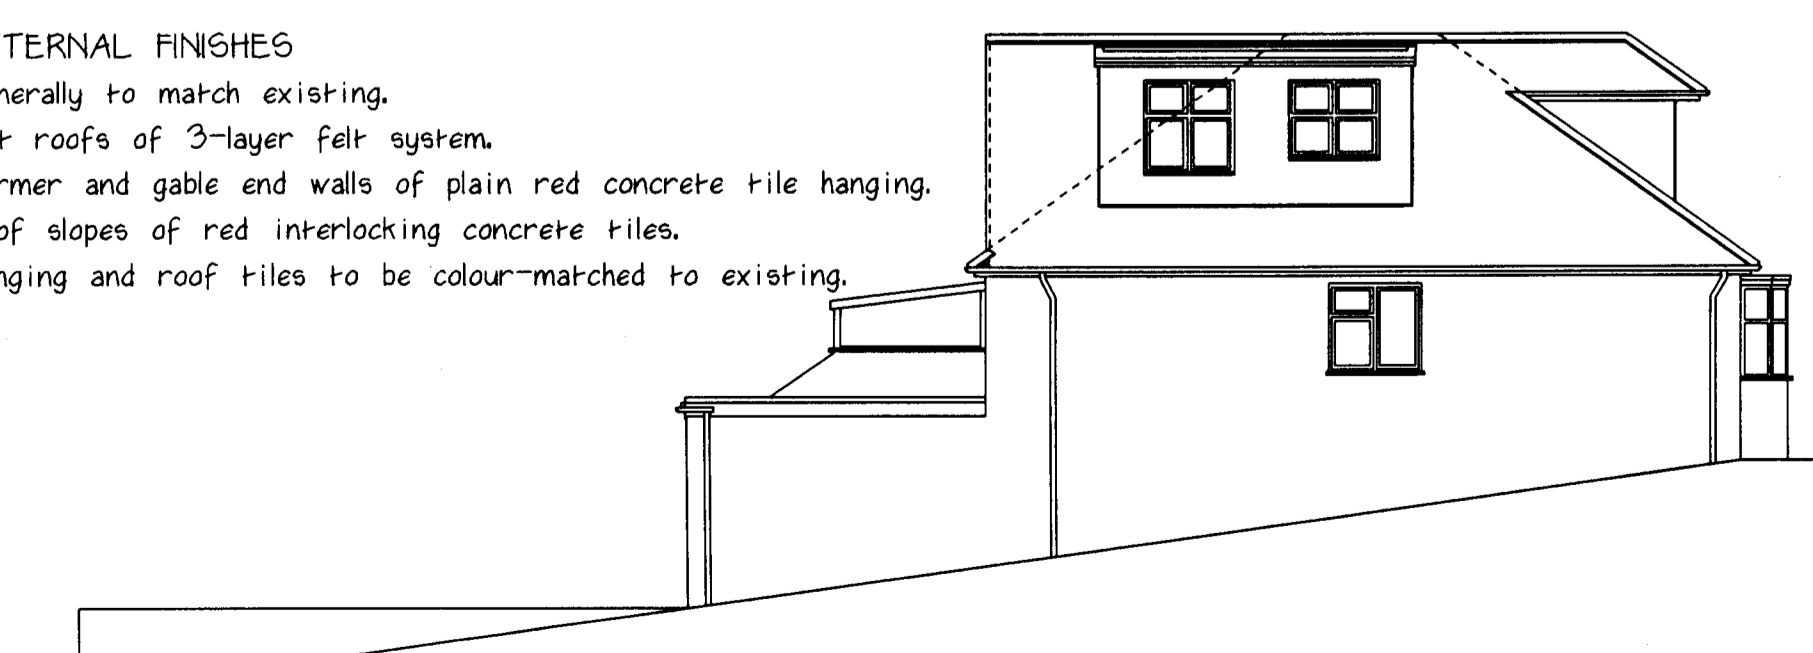 TERNAL FINISHES
nerally to match existing.
t roofs of 3-layer felt system.
rmer and gable end walls of plain red concrete tile hanging.
of slopes of red interlocking concrete tiles.
nging and roof tiles to be colour-matched to existing.